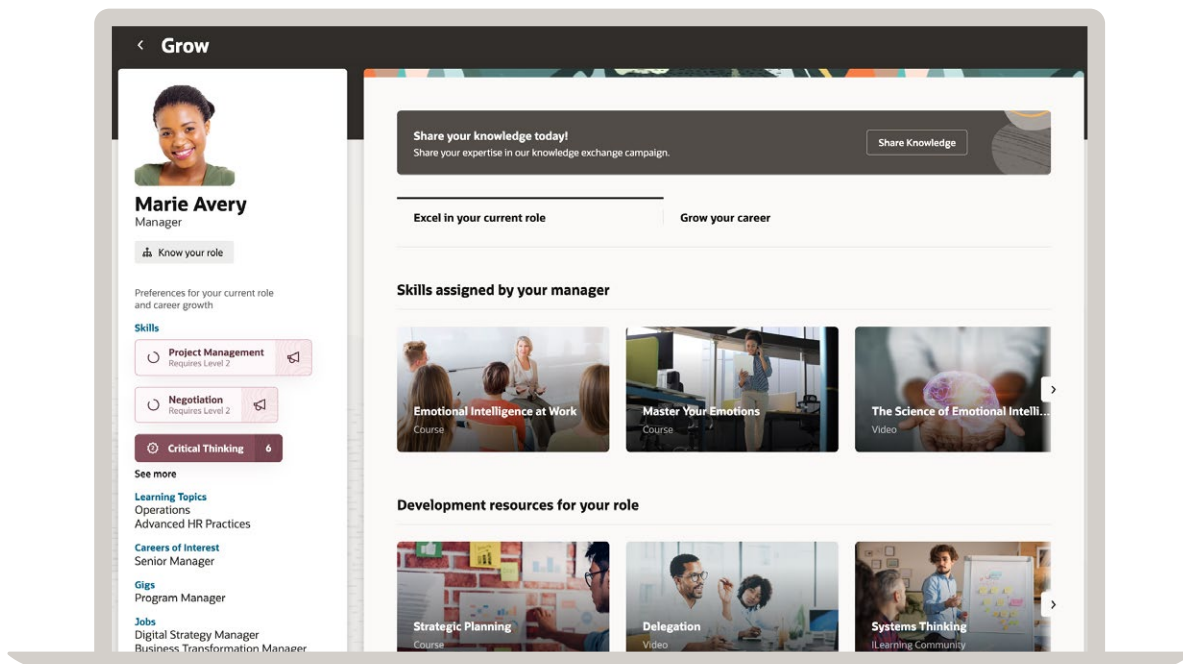 Grow
Marie Avery
Manager
Know your role
Preferences for your current role
and career growth
Skills
Project Management
Requires Level 2
Negotiation
Requires Level 2
Critical Thinking 6
See more
Learning Topics
Operations
Advanced HR Practices
Careers of Interest
Senior Manager
Gigs
Program Manager
Jobs
Digital Strategy Manager
Business Transformation Manager
Share your knowledge today!
Share your expertise in our knowledge exchange campaign.
Share Knowledge
Excel in your current role
Grow your career
Skills assigned by your manager
Emotional Intelligence at Work
Course
Master Your Emotions
Course
The Science of Emotional Intelli...
Video
Development resources for your role
Strategic Planning
Course
Delegation
Video
Systems Thinking
ILearning Community